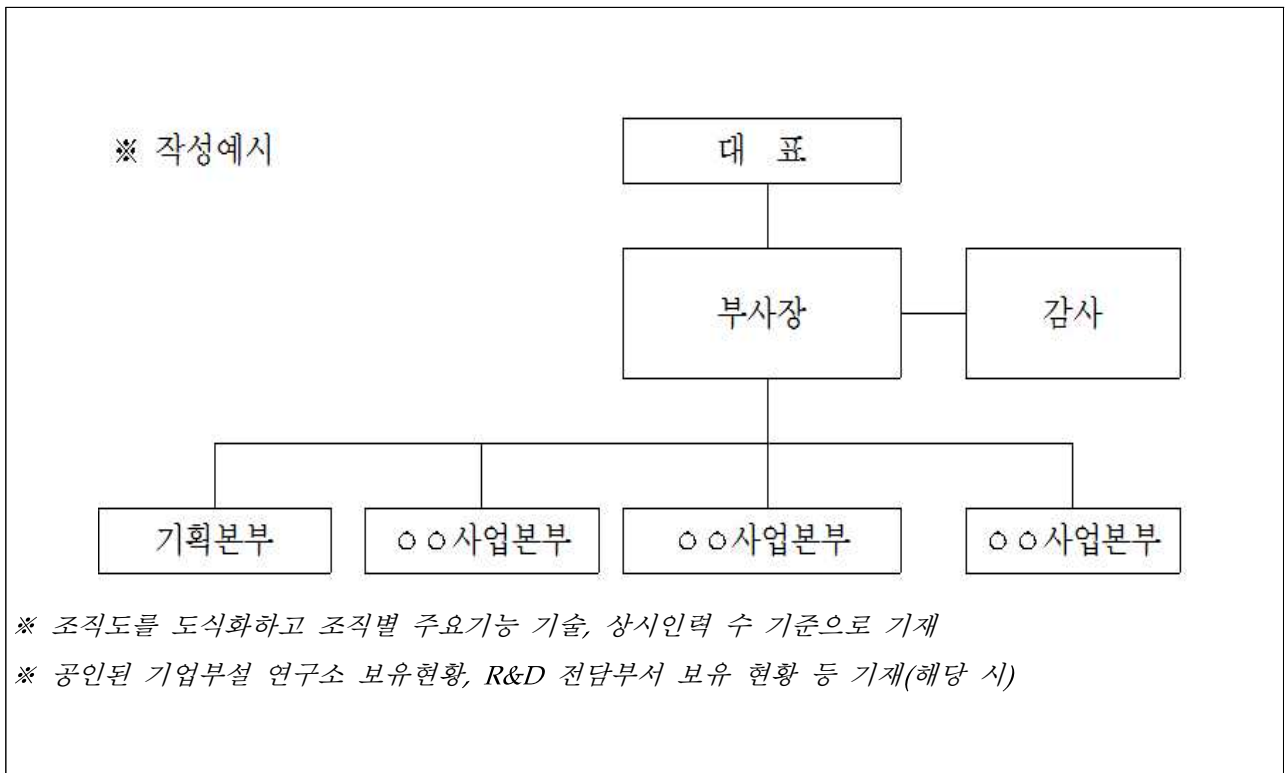 ※ 작성예시
대 표
부사장
감사
기획본부
ㅇㅇ사업본부
ㅇㅇ사업본부
ㅇㅇ사업본부
※ 조직도를 도식화하고 조직별 주요기능 기술, 상시인력 수 기준으로 기재
※ 공인된 기업부설 연구소 보유현황, R&D 전담부서 보유 현황 등 기재(해당 시)